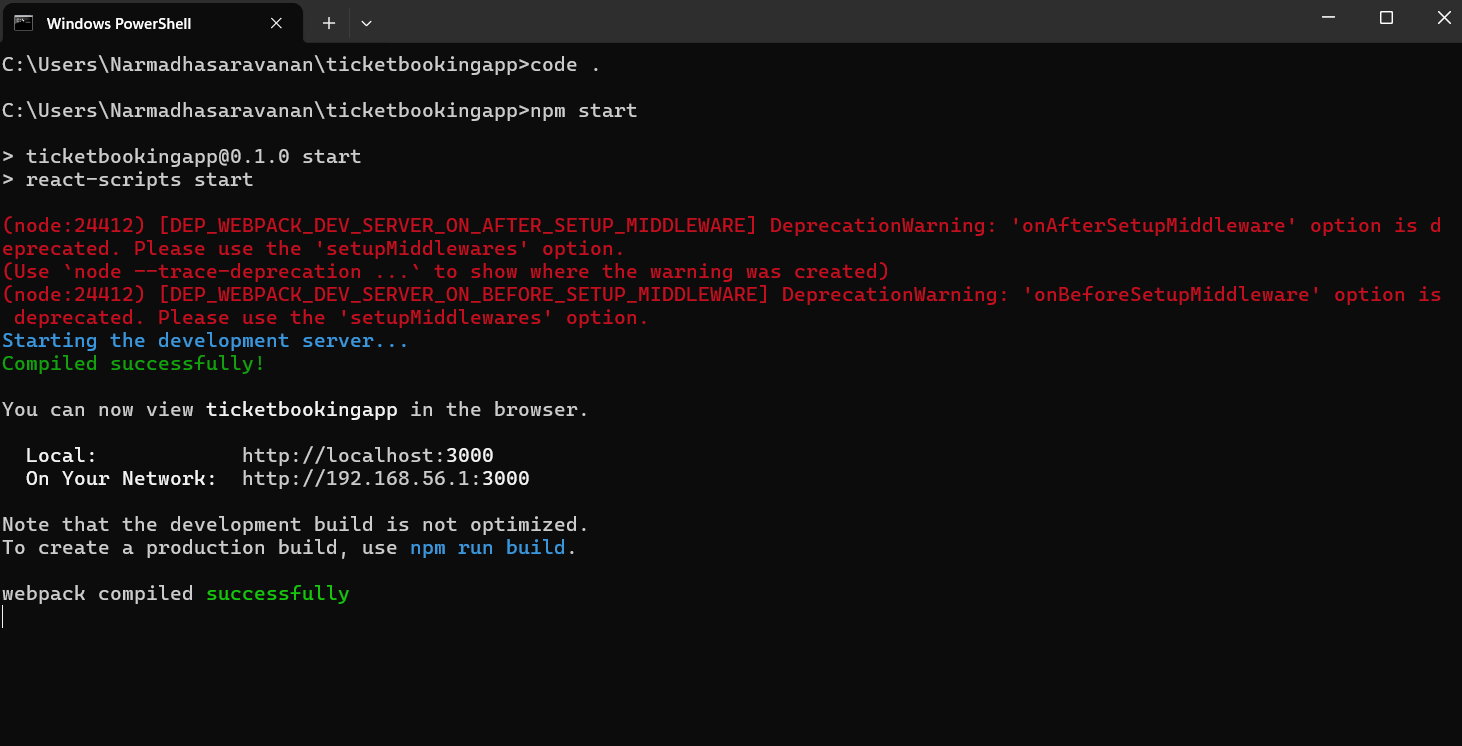 Windows PowerShell
C:\Users\Narmadhasaravanan\ticketbookingapp>code .
C:\Users\Narmadhasaravanan\ticketbookingapp>npm start
> ticketbookingapp@0.1.0 start
> react-scripts start
(node:24412) [DEP_WEBPACK_DEV_SERVER_ON_AFTER_SETUP_MIDDLEWARE] DeprecationWarning: 'onAfterSetupMiddleware' option is d
eprecated. Please use the 'setupMiddlewares' option.
(Use `node --trace-deprecation ...` to show where the warning was created)
(node:24412) [DEP_WEBPACK_DEV_SERVER_ON_BEFORE_SETUP_MIDDLEWARE] DeprecationWarning: 'onBeforeSetupMiddleware' option is
 deprecated. Please use the 'setupMiddlewares' option.
Starting the development server...
Compiled successfully!
You can now view ticketbookingapp in the browser.
  Local:            http://localhost:3000
  On Your Network:  http://192.168.56.1:3000
Note that the development build is not optimized.
To create a production build, use npm run build.
webpack compiled successfully